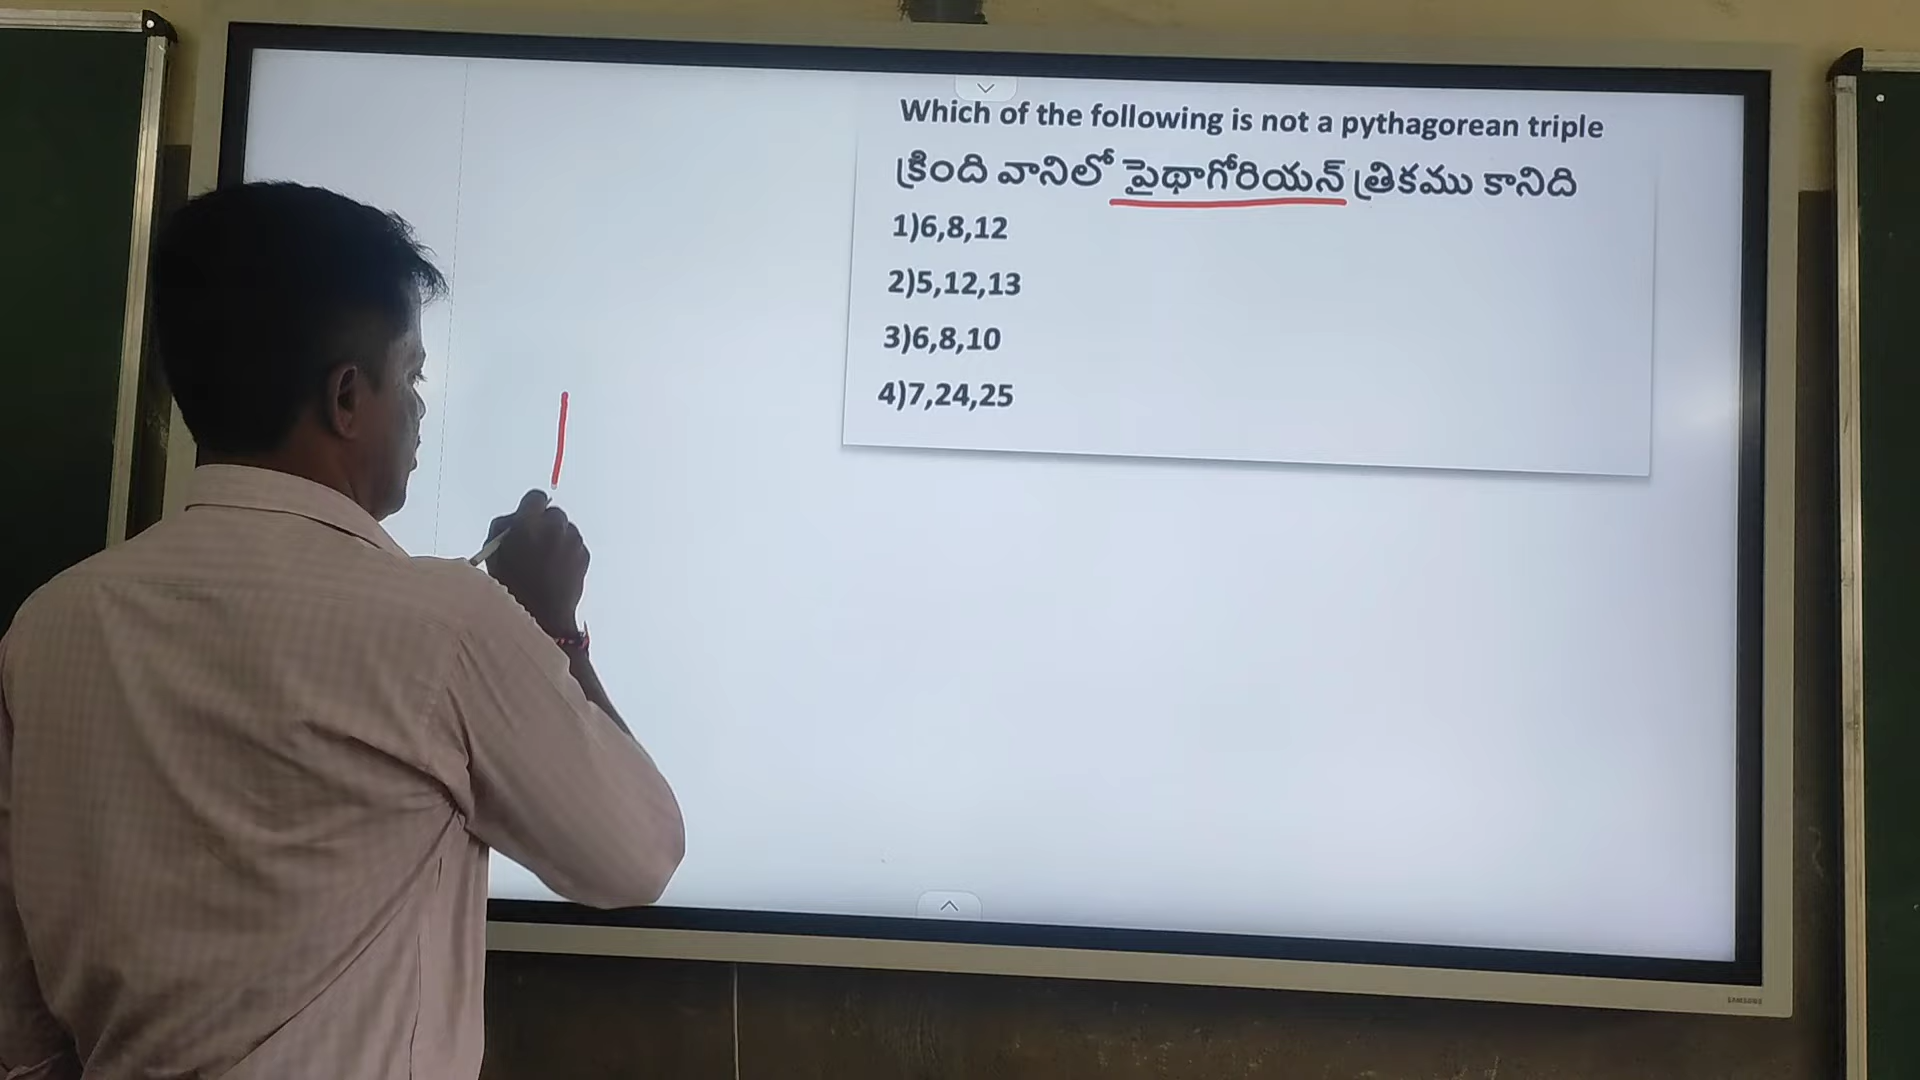 Which of the following is not a pythagorean triple
క్రింది వానిలో పైథాగోరియన్ త్రికము కానిది
1)6,8,12
2)5,12,13
3)6,8,10
4)7,24,25
SAMSUNG